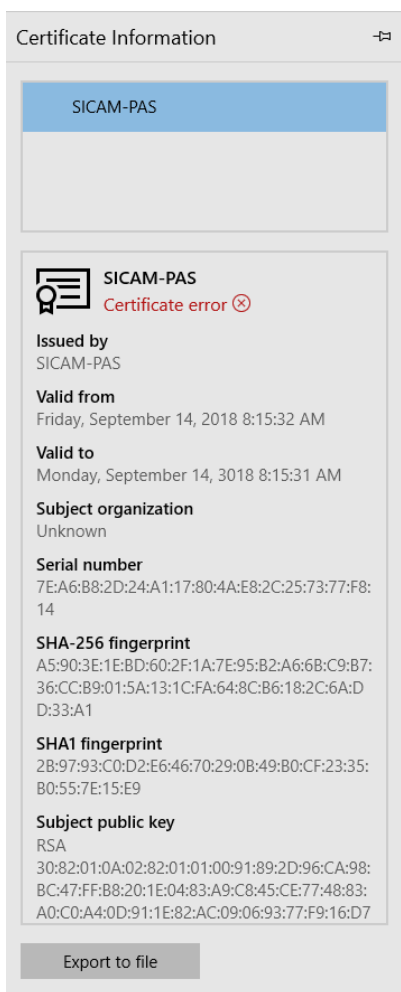 Certificate Information
SICAM-PAS
SICAM-PAS
Certificate error
Issued by
SICAM-PAS
Valid from
Friday, September 14, 2018 8:15:32 AM
Valid to
Monday, September 14, 3018 8:15:31 AM
Subject organization
Unknown
Serial number
7E:A6:B8:2D:24:A1:17:80:4A:E8:2C:25:73:77:F8:
14
SHA-256 fingerprint
A5:90:3E:1E:BD:60:2F:1A:7E:95:B2:A6:6B:C9:B7:
36:CC:B9:01:5A:13:1C:FA:64:8C:B6:18:2C:6A:D
D:33:A1
SHA1 fingerprint
2B:97:93:C0:D2:E6:46:70:29:0B:49:B0:CF:23:35:
B0:55:7E:15:E9
Subject public key
RSA
30:82:01:0A:02:82:01:01:00:91:89:2D:96:CA:98:
BC:47:FF:B8:20:1E:04:83:A9:C8:45:CE:77:48:83:
A0:C0:A4:0D:91:1E:82:AC:09:06:93:77:F9:16:D7
Export to file